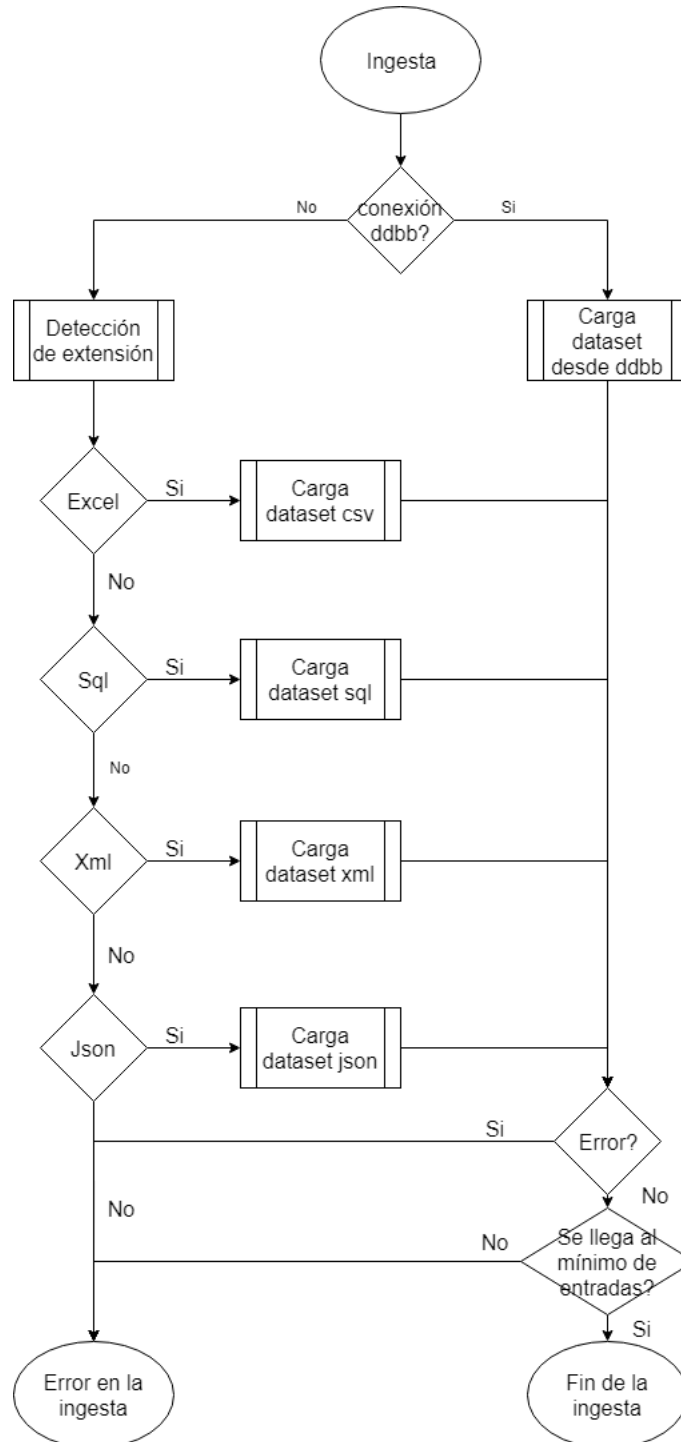 Ingesta
No
conexión
ddbb?
Si
Detección
de extensión
Carga
dataset
desde ddbb
Excel
Si
Carga
dataset csv
No
Sql
Si
Carga
dataset sql
No
Xml
Si
Carga
dataset xml
No
Json
Si
Carga
dataset json
Si
Error?
No
No
No
Se llega al
mínimo de
entradas?
Si
Error en la
ingesta
Fin de la
ingesta